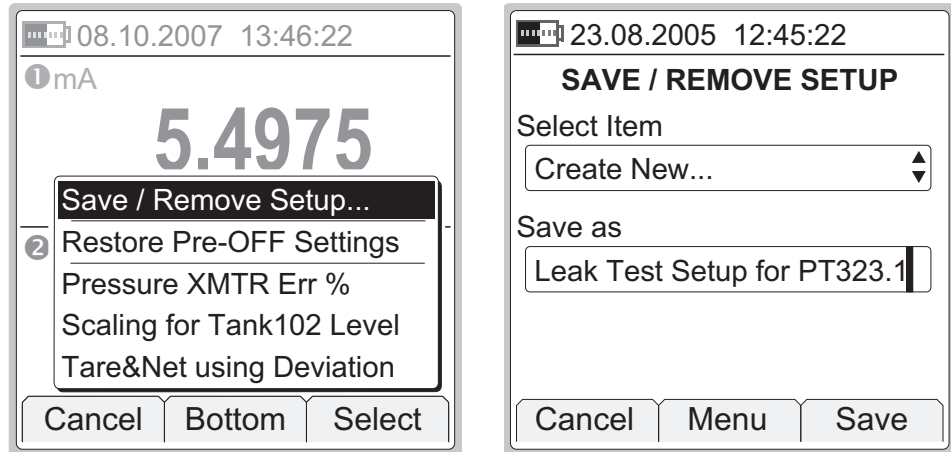 08.10.2007 13:46:22
❶mA
5.4975
Save / Remove Setup...
❷
Restore Pre-OFF Settings
Pressure XMTR Err %
Scaling for Tank102 Level
Tare&Net using Deviation
Cancel Bottom Select
23.08.2005 12:45:22
SAVE / REMOVE SETUP
Select Item
Create New...
Save as
Leak Test Setup for PT323.1
Cancel Menu Save